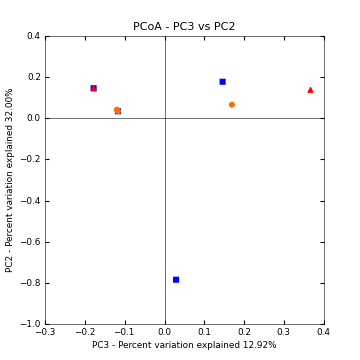 PCoA - PC3 vs PC2
0.4
0.2
0.0
−0.2
−0.4
−0.6
−0.8
−1.0
PC2 - Percent variation explained 32.00%
−0.3 −0.2 −0.1 0.0 0.1 0.2 0.3 0.4
PC3 - Percent variation explained 12.92%